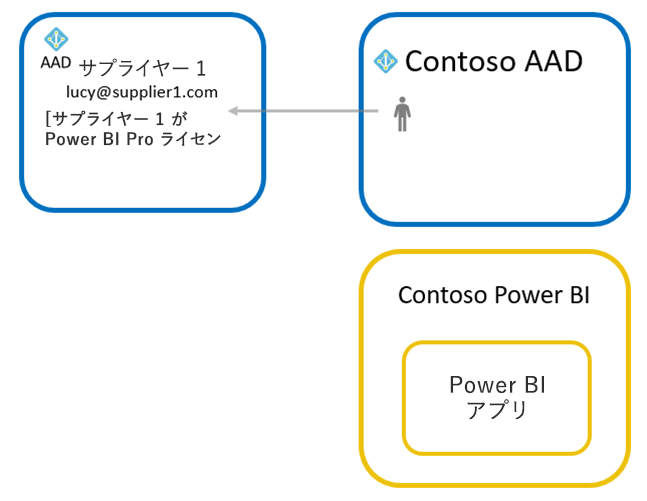 AAD サプライヤー 1
lucy@supplier1.com
[サプライヤー 1 が
Power BI Pro ライセン
Contoso AAD
Contoso Power BI
Power BI
アプリ